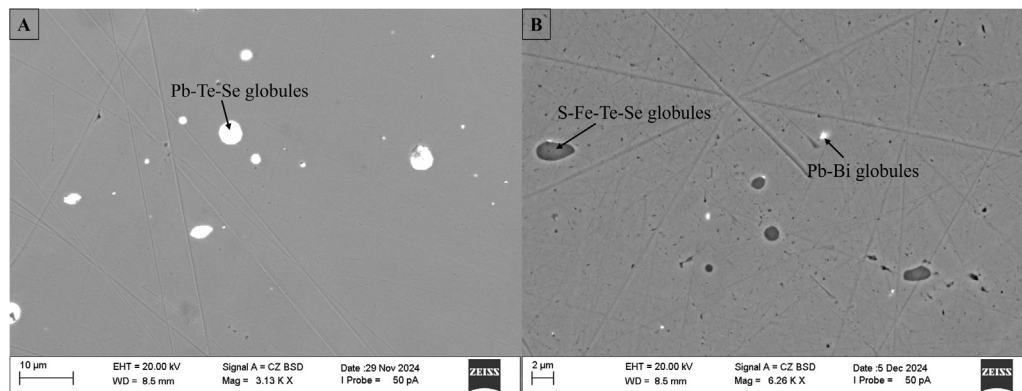 A
Pb-Te-Se globules
10 µm
EHT = 20.00 kV
WD = 8.5 mm
Signal A = CZ BSD
Mag = 3.13 K X
Date :29 Nov 2024
I Probe = 50 pA
ZEISS
B
S-Fe-Te-Se globules
Pb-Bi globules
2 µm
EHT = 20.00 kV
WD = 8.5 mm
Signal A = CZ BSD
Mag = 6.26 K X
Date :5 Dec 2024
I Probe = 50 pA
ZEISS